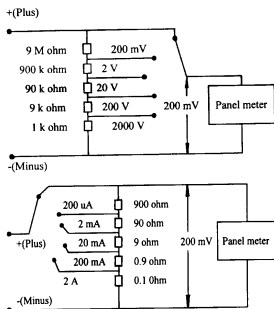 +(Plus)
9 M ohm
200 mV
900 k ohm
2 V
90 k ohm
20 V
9 k ohm
200 V
200 mV
Panel meter
1 k ohm
2000 V
-(Minus)
200 uA
900 ohm
2 mA
90 ohm
+(Plus)
20 mA
9 ohm
200 mV
Panel meter
200 mA
0.9 ohm
2 A
0.1 Ohm
-(Minus)